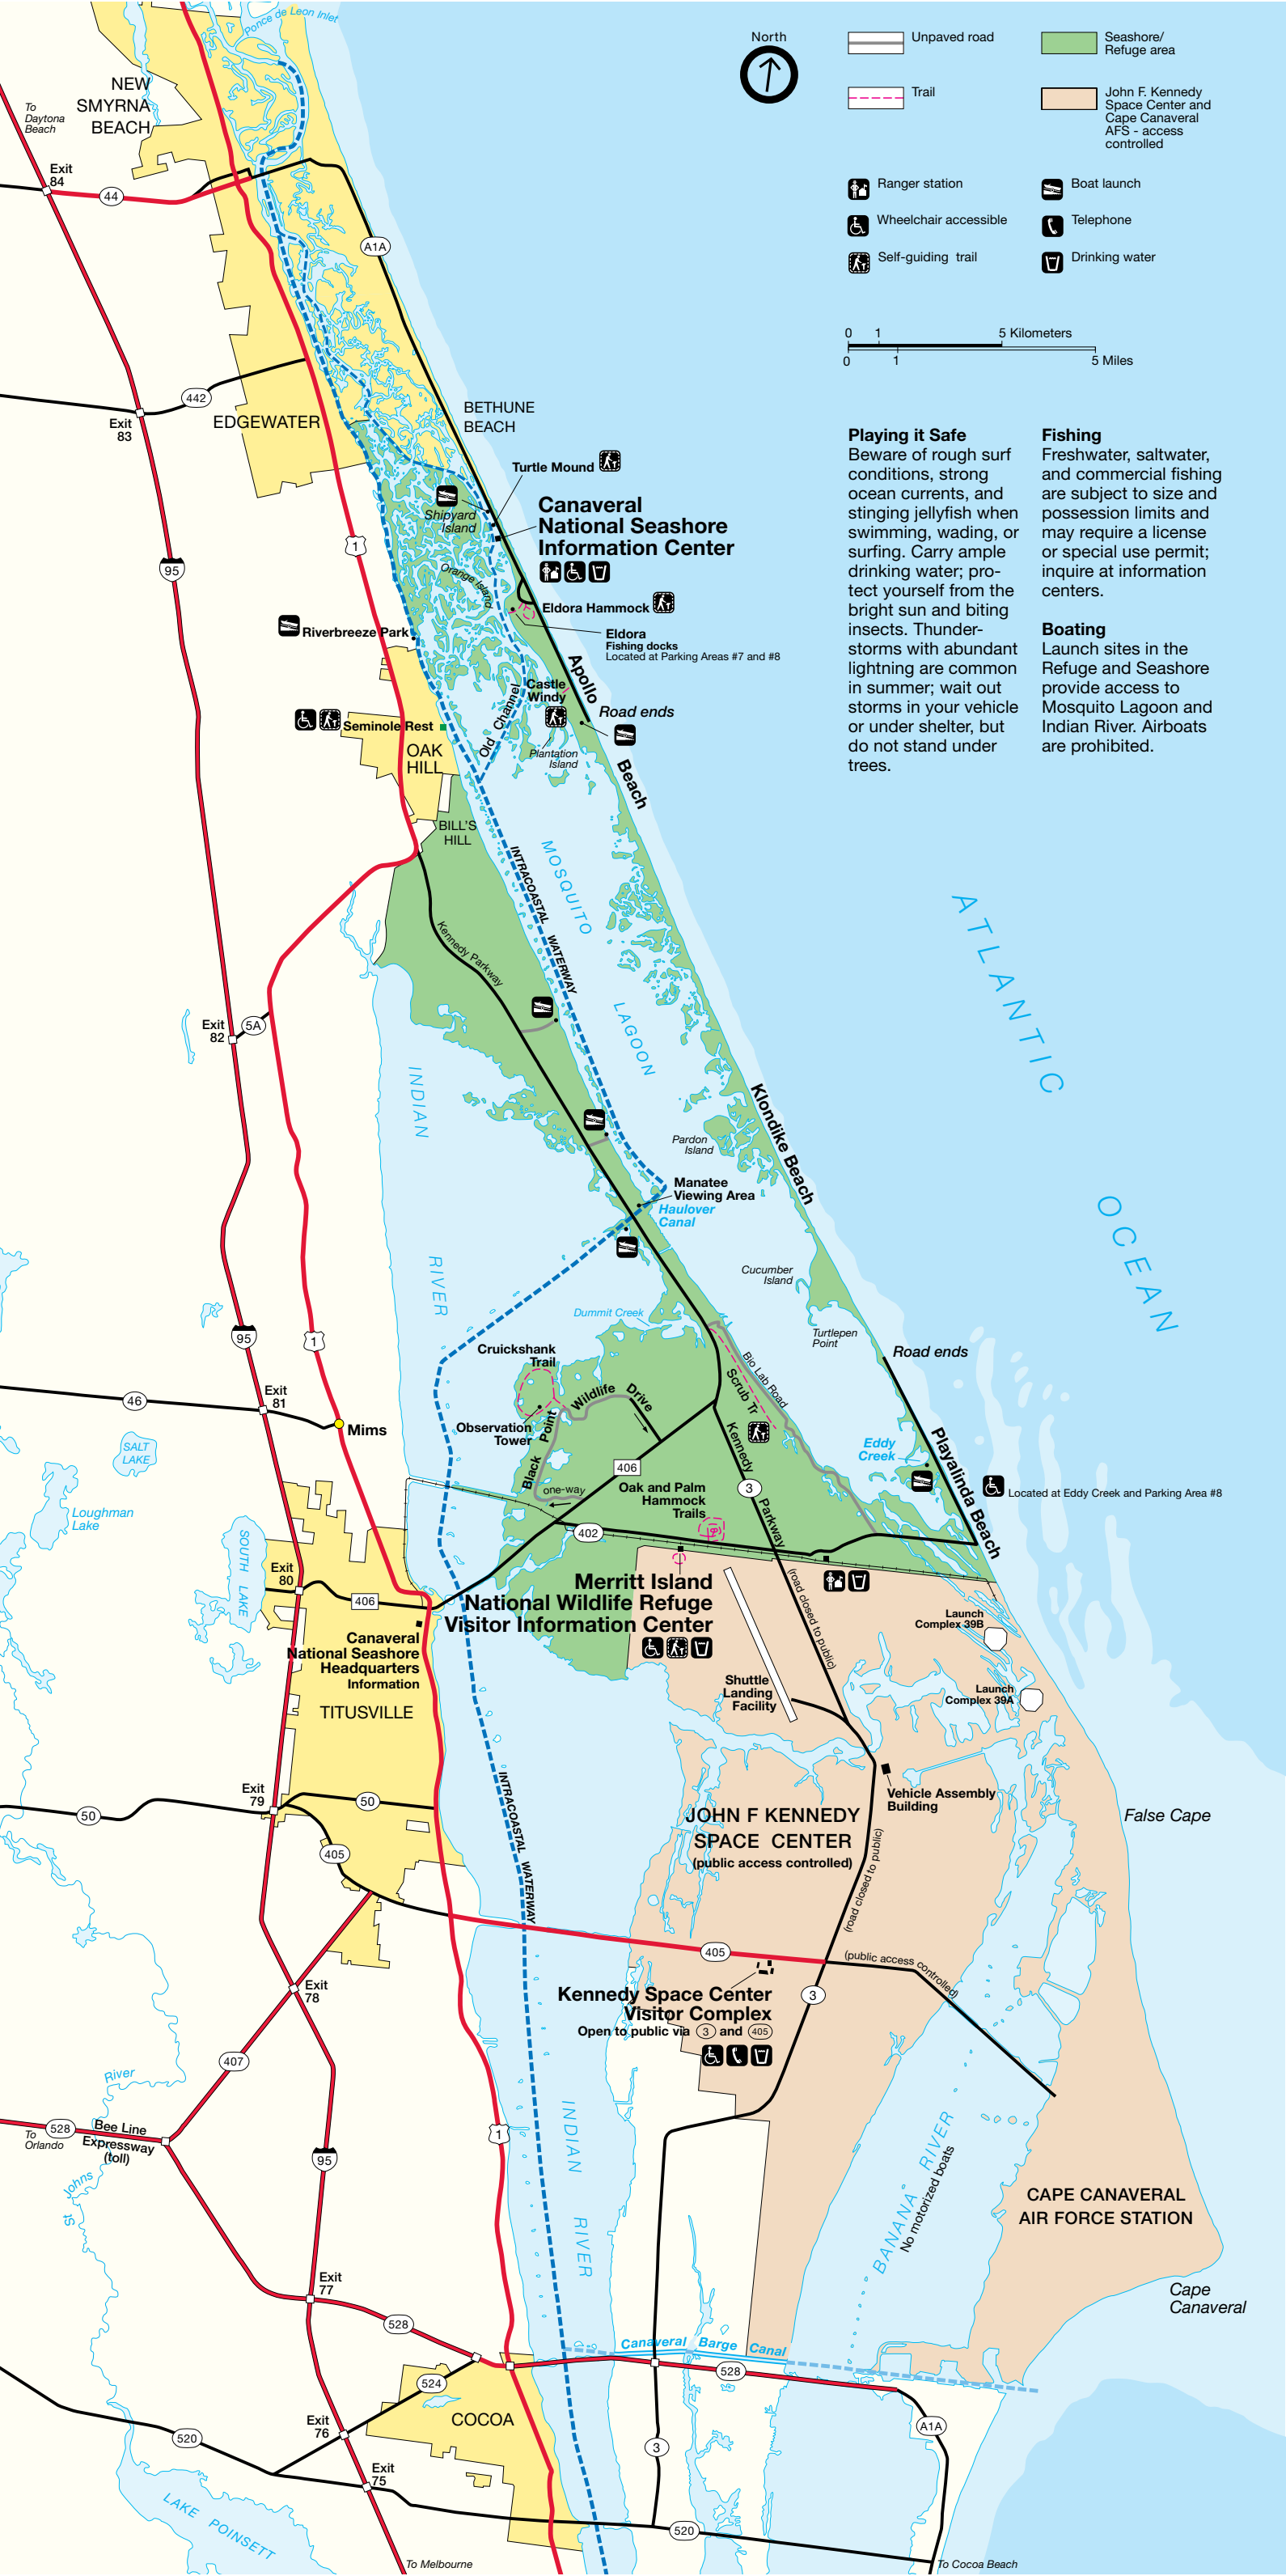 Ponce de Leon Inlet
North
Unpaved road
Trail
Seashore/
Refuge area
John F. Kennedy
Space Center and
Cape Canaveral
AFS - access
controlled
Ranger station
Wheelchair accessible
Self-guiding trail
Boat launch
Telephone
Drinking water
0 1 5 Kilometers
0 1 5 Miles
Playing it Safe
Beware of rough surf
conditions, strong
ocean currents, and
stinging jellyfish when
swimming, wading, or
surfing. Carry ample
drinking water; pro-
tect yourself from the
bright sun and biting
insects. Thunder-
storms with abundant
lightning are common
in summer; wait out
storms in your vehicle
or under shelter, but
do not stand under
trees.
Fishing
Freshwater, saltwater,
and commercial fishing
are subject to size and
possession limits and
may require a license
or special use permit;
inquire at information
centers.
Boating
Launch sites in the
Refuge and Seashore
provide access to
Mosquito Lagoon and
Indian River. Airboats
are prohibited.
NEW
SMYRNA
BEACH
To
Daytona
Beach
Exit
84
44
A1A
442
Exit
83
EDGEWATER
BETHUNE
BEACH
Turtle Mound
Canaveral
National Seashore
Information Center
Shipyard
Island
Orange Island
1
95
Eldora Hammock
Eldora
Fishing docks
Located at Parking Areas #7 and #8
Riverbreeze Park
Apollo
Beach
Castle
Windy
Road ends
Seminole Rest
Old Channel
Plantation
Island
OAK
HILL
BILL'S
HILL
MOSQUITO
LAGOON
INTRACOASTAL WATERWAY
Kennedy Parkway
ATLANTIC
OCEAN
Exit
82
5A
INDIAN
RIVER
Klondike Beach
Pardon
Island
Manatee
Viewing Area
Haulover
Canal
Cucumber
Island
Dummit Creek
Turtlepen
Point
Road ends
95
1
Cruickshank
Trail
Bio Lab Road
Scrub Tr
Wildlife Drive
Black Point
Observation
Tower
46
Exit
81
Mims
SALT
LAKE
Loughman
Lake
SOUTH LAKE
Eddy
Creek
Playalinda Beach
Located at Eddy Creek and Parking Area #8
406
Kennedy
3
Parkway
one-way
Oak and Palm
Hammock
Trails
402
Exit
80
406
Merritt Island
National Wildlife Refuge
Visitor Information Center
(road closed to public)
Launch
Complex 39B
Launch
Complex 39A
Canaveral
National Seashore
Headquarters
Information
TITUSVILLE
Shuttle
Landing
Facility
Vehicle Assembly
Building
JOHN F KENNEDY
SPACE CENTER
(public access controlled)
(road closed to public)
False Cape
Exit
79
50
50
405
INTRACOASTAL WATERWAY
405
(public access controlled)
Exit
78
Kennedy Space Center
Visitor Complex
Open to public via 3 and 405
3
407
River
Johns
St
528
Bee Line
Expressway
(toll)
To
Orlando
95
1
INDIAN
RIVER
BANANA RIVER
No motorized boats
CAPE CANAVERAL
AIR FORCE STATION
Cape
Canaveral
Exit
77
528
Canaveral Barge Canal
528
524
COCOA
A1A
Exit
76
520
3
Exit
75
LAKE POINSETT
520
To Melbourne
To Cocoa Beach